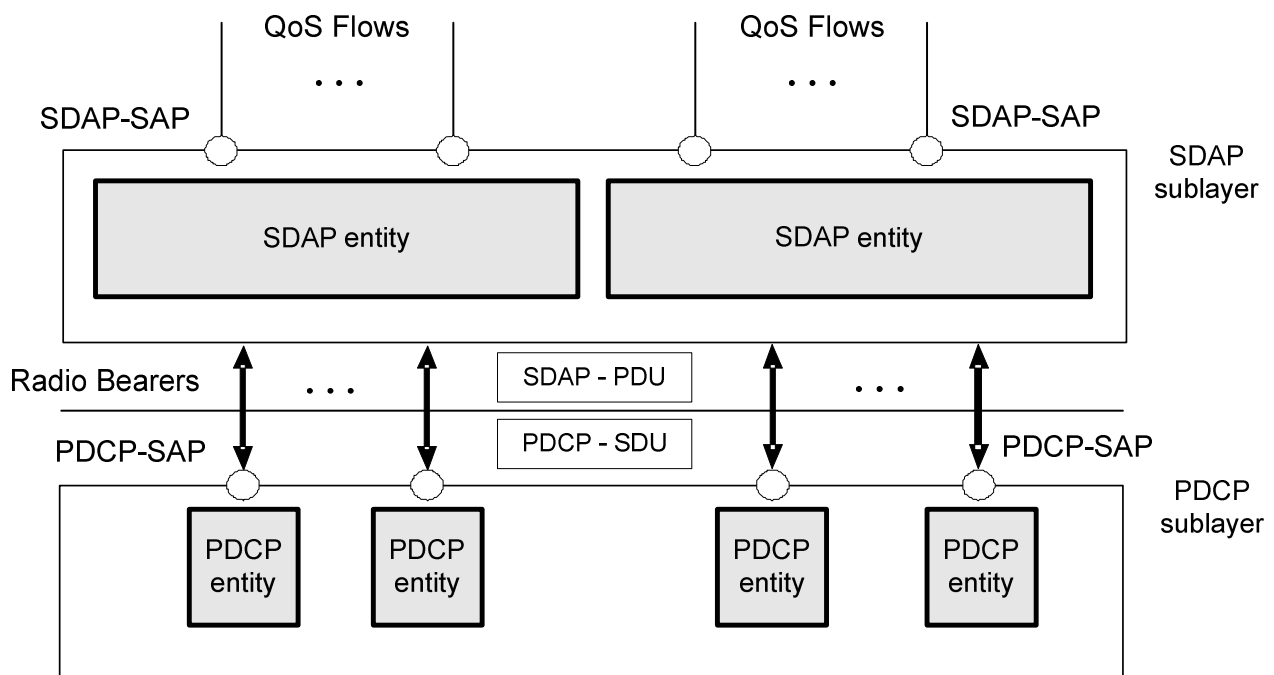 QoS Flows
QoS Flows
. . .
. . .
SDAP-SAP
SDAP-SAP
SDAP
sublayer
SDAP entity
SDAP entity
Radio Bearers
. . .
SDAP - PDU
. . .
PDCP-SAP
PDCP - SDU
PDCP-SAP
PDCP
sublayer
PDCP
entity
PDCP
entity
PDCP
entity
PDCP
entity